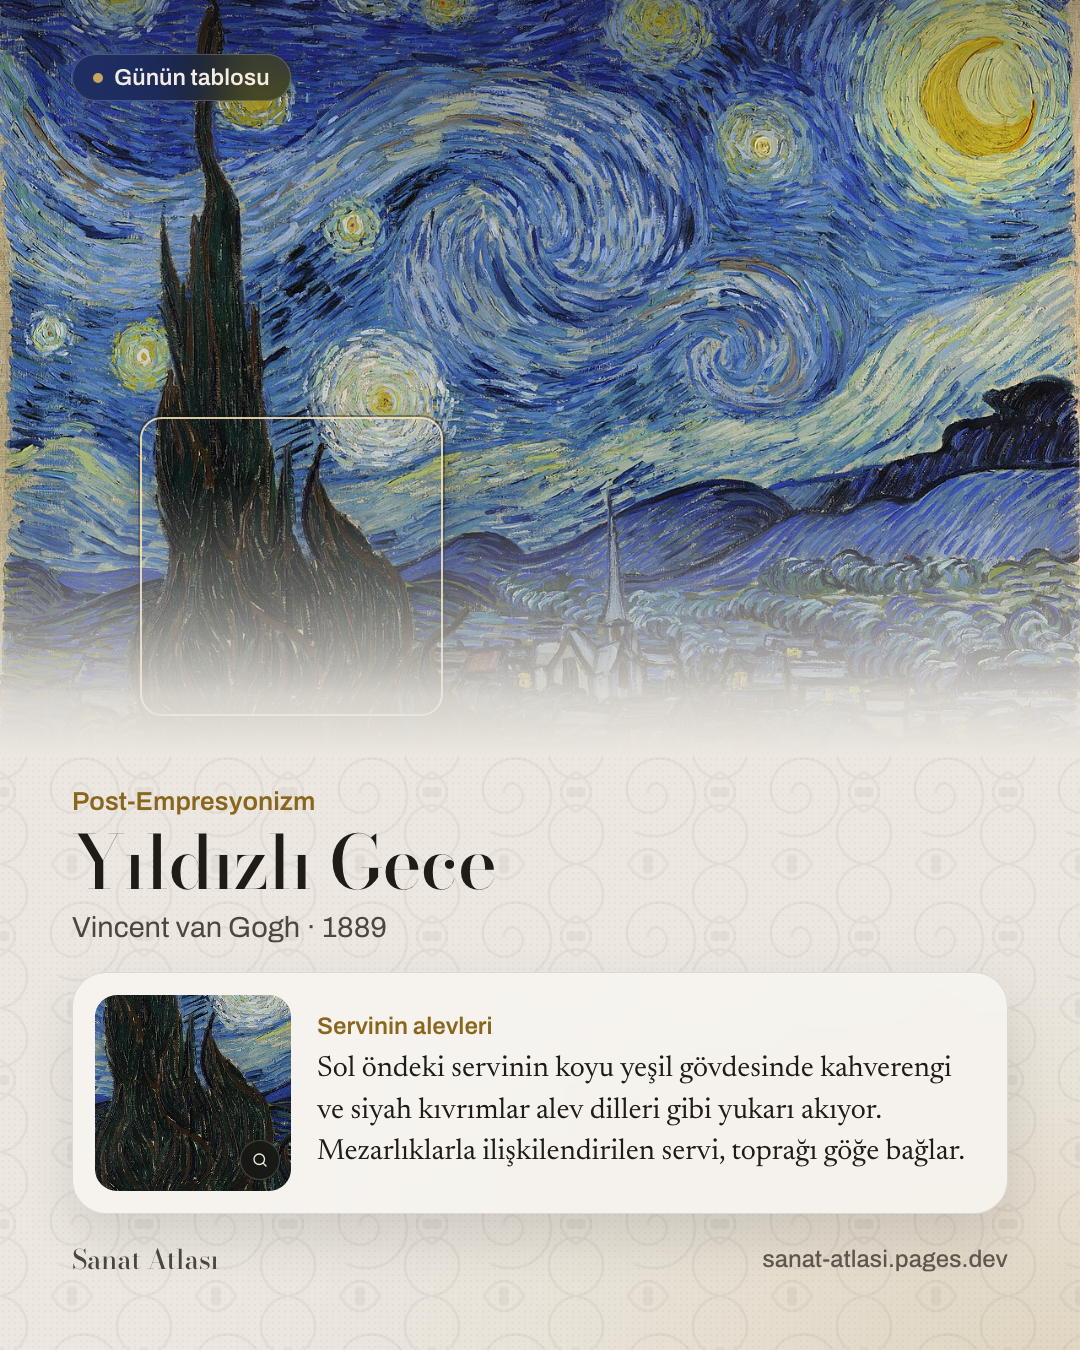 Günün tablosu
Post-Empresyonizm
Yıldızlı Gece
Vincent van Gogh · 1889
Servinin alevleri
Sol öndeki servinin koyu yeşil gövdesinde kahverengi
ve siyah kıvrımlar alev dilleri gibi yukarı akıyor.
Mezarlıklarla ilişkilendirilen servi, toprağı göğe bağlar.
Sanat Atlası
sanat-atlasi.pages.dev